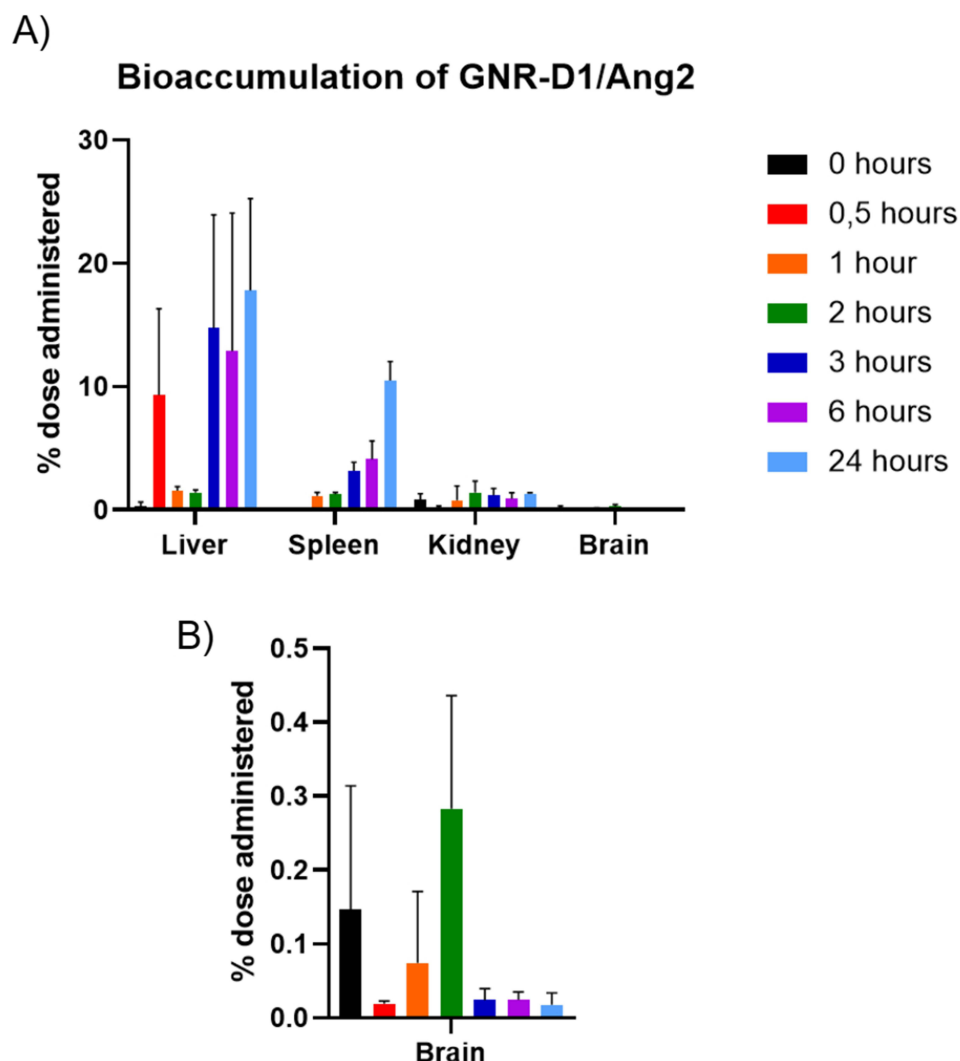 A)
Bioaccumulation of GNR-D1/Ang2
% dose administered
30
20
10
0
Liver Spleen Kidney Brain
0 hours
0,5 hours
1 hour
2 hours
3 hours
6 hours
24 hours
B)
% dose administered
0.5
0.4
0.3
0.2
0.1
0.0
Brain